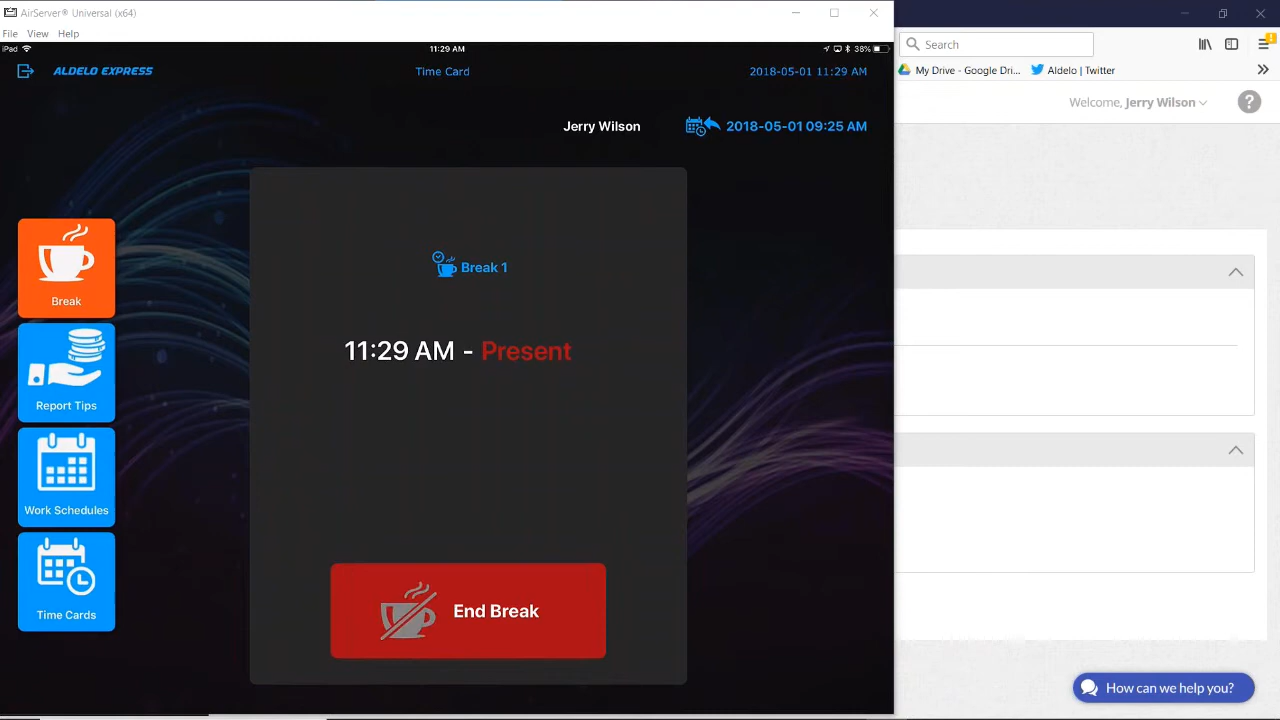 AirServer® Universal (x64)
File View Help
iPad 11:29 AM 38%
ALDELO EXPRESS Time Card 2018-05-01 11:29 AM
Jerry Wilson 2018-05-01 09:25 AM
Break 1
11:29 AM - Present
End Break
Break
Report Tips
Work Schedules
Time Cards
Search
My Drive - Google Dri... Aldelo | Twitter
Welcome, Jerry Wilson
How can we help you?